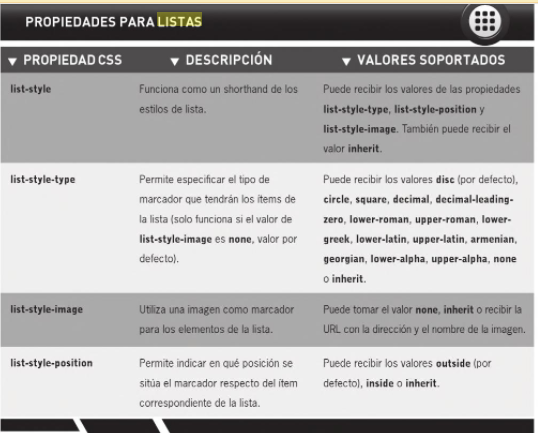 PROPIEDADES PARA LISTAS
PROPIEDAD CSS
DESCRIPCIÓN
VALORES SOPORTADOS
list-style
Funciona como un shorthand de los
estilos de lista.
Puede recibir los valores de las propiedades
list-style-type, list-style-position y
list-style-image. También puede recibir el
valor inherit.
list-style-type
Permite especificar el tipo de
marcador que tendrán los ítems de
la lista (solo funciona si el valor de
list-style-image es none, valor por
defecto).
Puede recibir los valores disc (por defecto),
circle, square, decimal, decimal-leading-
zero, lower-roman, upper-roman, lower-
greek, lower-latin, upper-latin, armenian,
georgian, lower-alpha, upper-alpha, none
o inherit.
list-style-image
Utiliza una imagen como marcador
para los elementos de la lista.
Puede tomar el valor none, inherit o recibir la
URL con la dirección y el nombre de la imagen.
list-style-position
Permite indicar en qué posición se
sitúa el marcador respecto del ítem
correspondiente de la lista.
Puede recibir los valores outside (por
defecto), inside o inherit.